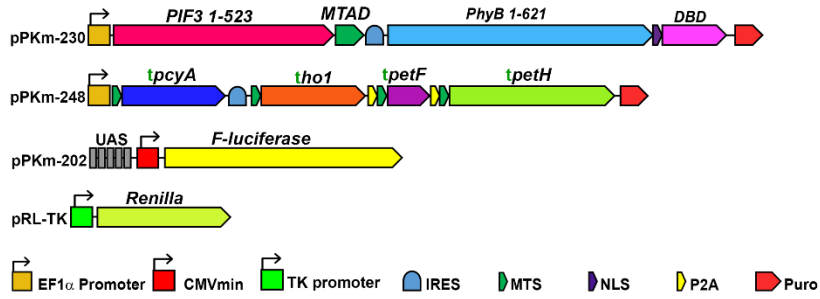 PIF3 1-523 MTAD PhyB 1-621 DBD
pPKm-230
tpcyA tho1 tpetF tpetH
pPKm-248
UAS F-luciferase
pPKm-202
Renilla
pRL-TK
EF1α Promoter CMVmin TK promoter IRES MTS NLS P2A Puro